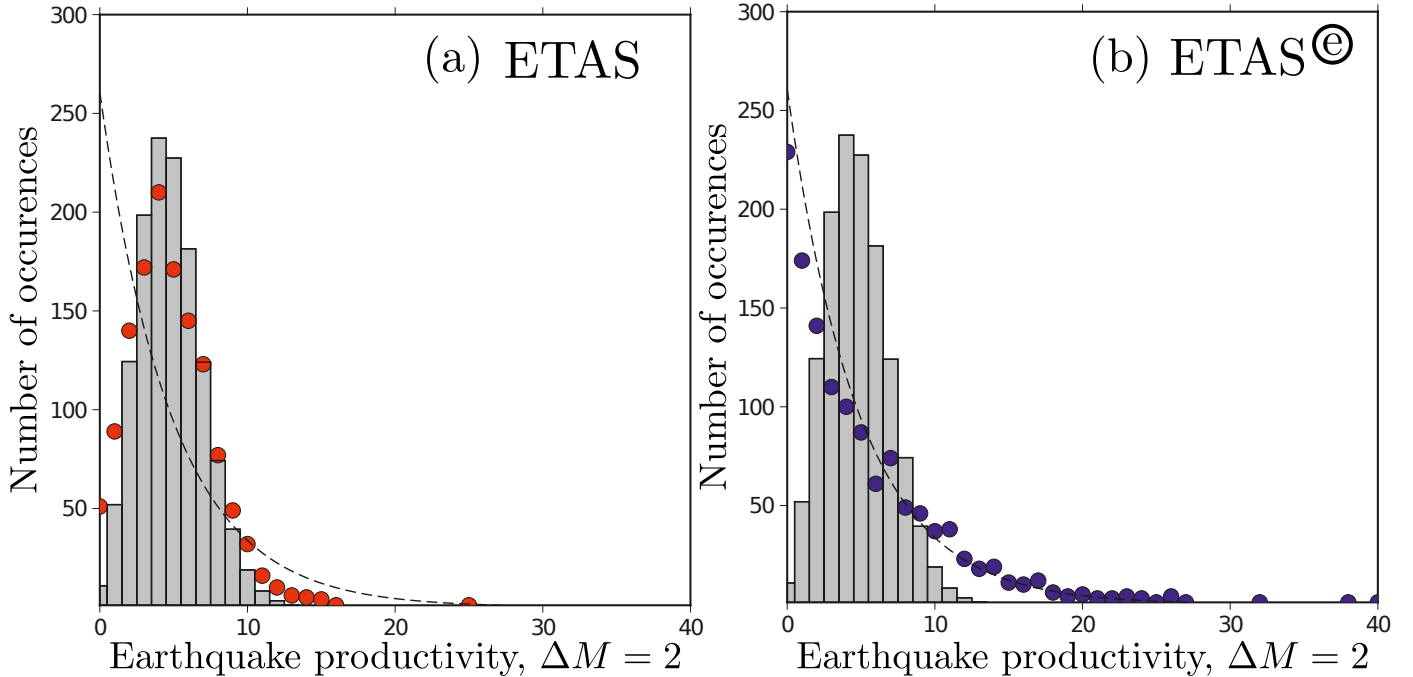 (a) ETAS
300
250
200
150
100
50
0 10 20 30 40
Number of occurences
Earthquake productivity, ΔM = 2
(b) ETASⓔ
300
250
200
150
100
50
0 10 20 30 40
Number of occurences
Earthquake productivity, ΔM = 2